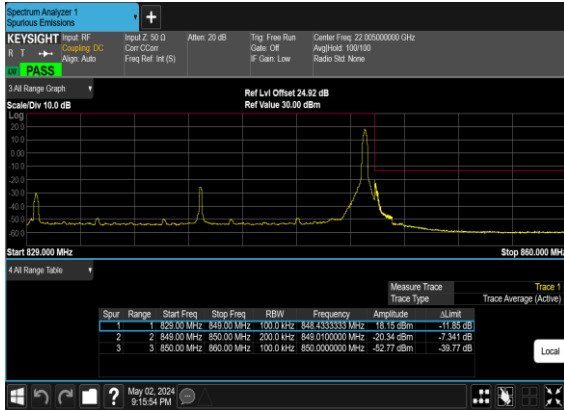 Spectrum Analyzer 1
Spurious Emissions
+
KEYSIGHT Input: RF Input Z: 50 Ω Atten: 20 dB Trig: Free Run Center Freq: 22.005000000 GHz
R T Coupling: DC Corr CCorr Gate: Off Avg|Hold: 100/100
Align: Auto Freq Ref: Int (S) IF Gain: Low Radio Std: None
PASS
3 All Range Graph
Ref Lvl Offset 24.92 dB
Scale/Div 10.0 dB Ref Value 30.00 dBm
Log
20.0
10.0
0.00
-10.0
-20.0
-30.0
-40.0
-50.0
-60.0
Start 829.000 MHz Stop 860.000 MHz
4 All Range Table
Measure Trace Trace 1
Trace Type Trace Average (Active)
Spur Range Start Freq Stop Freq RBW Frequency Amplitude ΔLimit
1 1 829.00 MHz 849.00 MHz 100.0 kHz 848.4333333 MHz 18.15 dBm -11.85 dB
2 2 849.00 MHz 850.00 MHz 200.0 kHz 849.0100000 MHz -20.34 dBm -7.341 dB
3 3 850.00 MHz 860.00 MHz 100.0 kHz 850.0000000 MHz -52.77 dBm -39.77 dB
Local
? May 02, 2024
9:15:54 PM